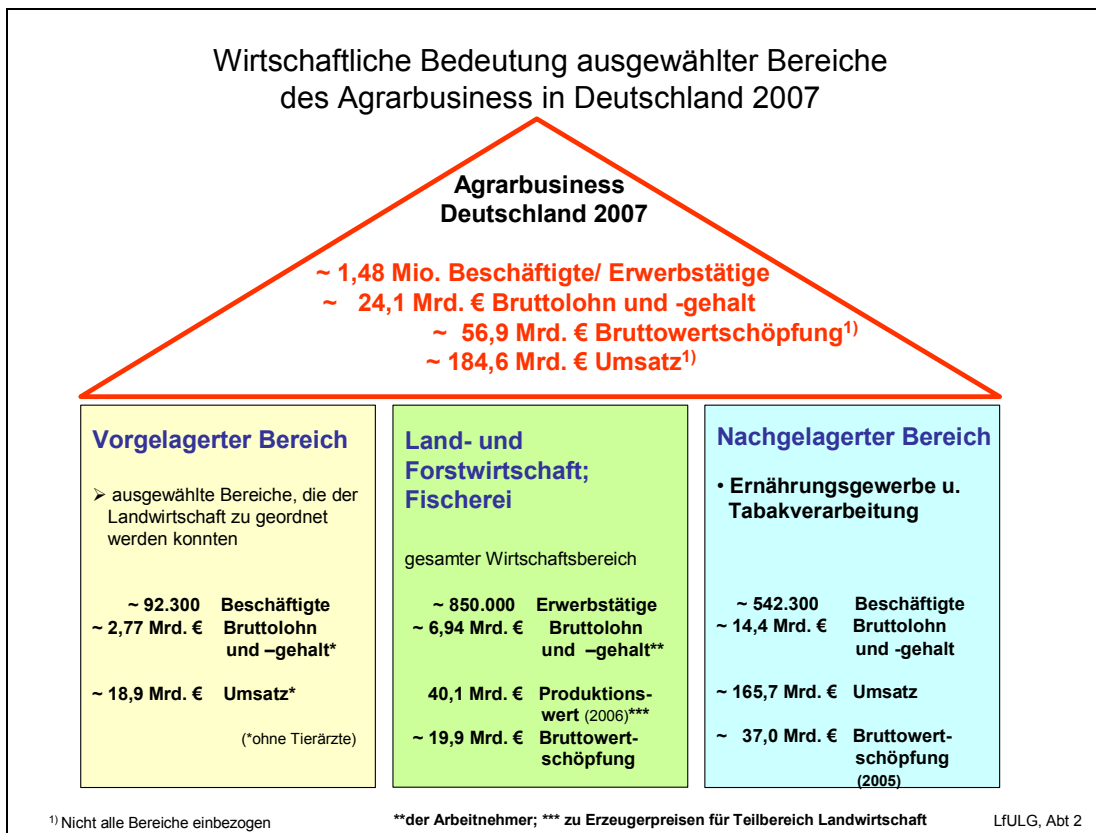 Wirtschaftliche Bedeutung ausgewählter Bereiche
des Agrarbusiness in Deutschland 2007
Agrarbusiness
Deutschland 2007
~ 1,48 Mio. Beschäftigte/ Erwerbstätige
~ 24,1 Mrd. € Bruttolohn und -gehalt
~ 56,9 Mrd. € Bruttowertschöpfung1)
~ 184,6 Mrd. € Umsatz1)
Vorgelagerter Bereich
➢ ausgewählte Bereiche, die der
Landwirtschaft zu geordnet
werden konnten
~ 92.300 Beschäftigte
~ 2,77 Mrd. € Bruttolohn
und –gehalt*
~ 18,9 Mrd. € Umsatz*
(*ohne Tierärzte)
Land- und
Forstwirtschaft;
Fischerei
gesamter Wirtschaftsbereich
~ 850.000 Erwerbstätige
~ 6,94 Mrd. € Bruttolohn
und –gehalt**
40,1 Mrd. € Produktions-
wert (2006)***
~ 19,9 Mrd. € Bruttowert-
schöpfung
Nachgelagerter Bereich
• Ernährungsgewerbe u.
Tabakverarbeitung
~ 542.300 Beschäftigte
~ 14,4 Mrd. € Bruttolohn
und -gehalt
~ 165,7 Mrd. € Umsatz
~ 37,0 Mrd. € Bruttowert-
schöpfung
(2005)
1) Nicht alle Bereiche einbezogen
**der Arbeitnehmer; *** zu Erzeugerpreisen für Teilbereich Landwirtschaft
LfULG, Abt 2